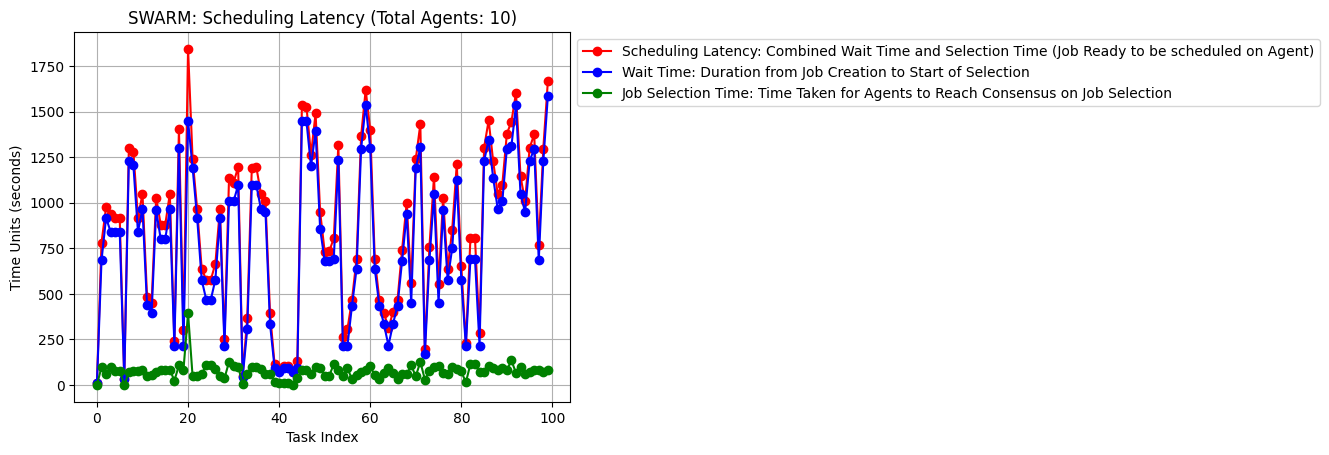 SWARM: Scheduling Latency (Total Agents: 10)
Scheduling Latency: Combined Wait Time and Selection Time (Job Ready to be scheduled on Agent)
Wait Time: Duration from Job Creation to Start of Selection
Job Selection Time: Time Taken for Agents to Reach Consensus on Job Selection
Time Units (seconds)
1750
1500
1250
1000
750
500
250
0
0 20 40 60 80 100
Task Index